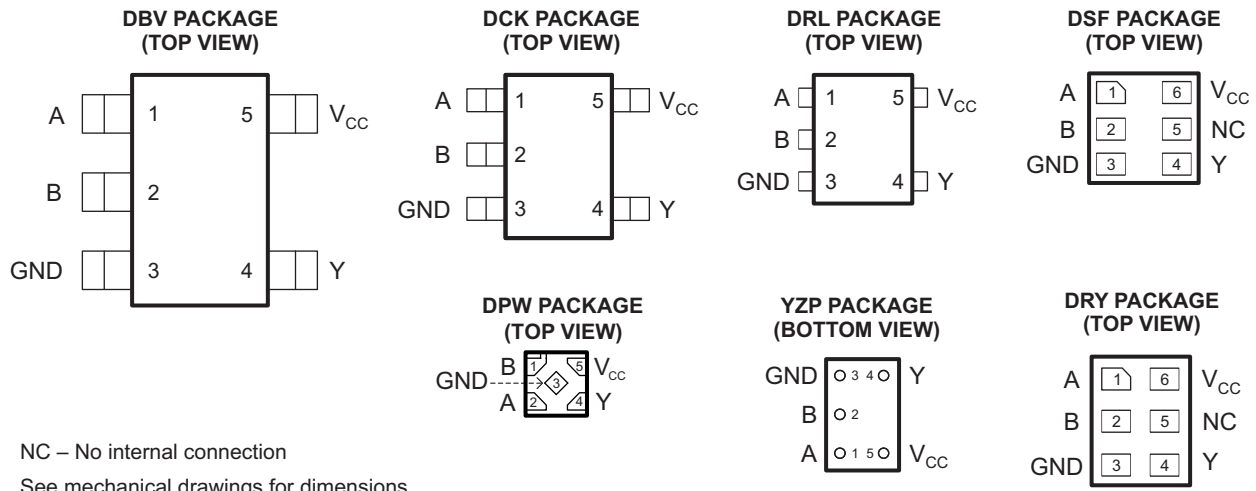 DBV PACKAGE
(TOP VIEW)
A 1 5 VCC
B 2
GND 3 4 Y
DCK PACKAGE
(TOP VIEW)
A 1 5 VCC
B 2
GND 3 4 Y
DRL PACKAGE
(TOP VIEW)
A 1 5 VCC
B 2
GND 3 4 Y
DSF PACKAGE
(TOP VIEW)
A 1 6 VCC
B 2 5 NC
GND 3 4 Y
DPW PACKAGE
(TOP VIEW)
B 1 5 VCC
GND 3
A 2 4 Y
YZP PACKAGE
(BOTTOM VIEW)
GND 3 4 Y
B 2
A 1 5 VCC
DRY PACKAGE
(TOP VIEW)
A 1 6 VCC
B 2 5 NC
GND 3 4 Y
NC – No internal connection
See mechanical drawings for dimensions